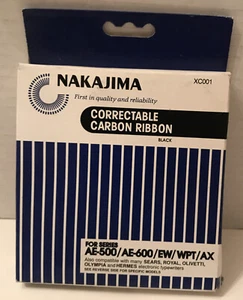 NAKAJIMA
XC001
First in quality and reliability
CORRECTABLE
CARBON RIBBON
BLACK
FOR SERIES
AE-500/AE-600/EW/WPT/AX
Also compatible with many SEARS, ROYAL, OLIVETTI,
OLYMPIA and HERMES electronic typewriters
SEE REVERSE SIDE FOR SPECIFIC MODELS